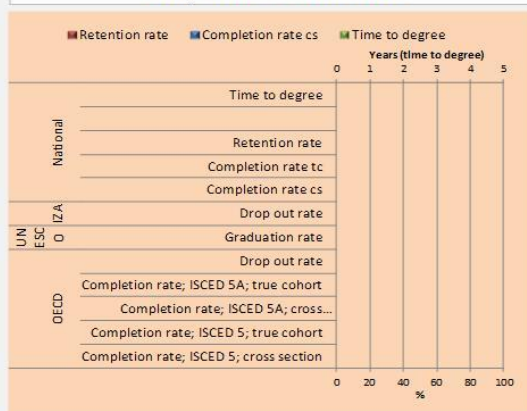 Retention rate Completion rate cs Time to degree
Years (time to degree)
0 1 2 3 4 5
National
Time to degree
Retention rate
Completion rate tc
Completion rate cs
IZA
Drop out rate
UN
ESC
O
Graduation rate
OECD
Drop out rate
Completion rate; ISCED 5A; true cohort
Completion rate; ISCED 5A; cross...
Completion rate; ISCED 5; true cohort
Completion rate; ISCED 5; cross section
0 20 40 60 80 100
%